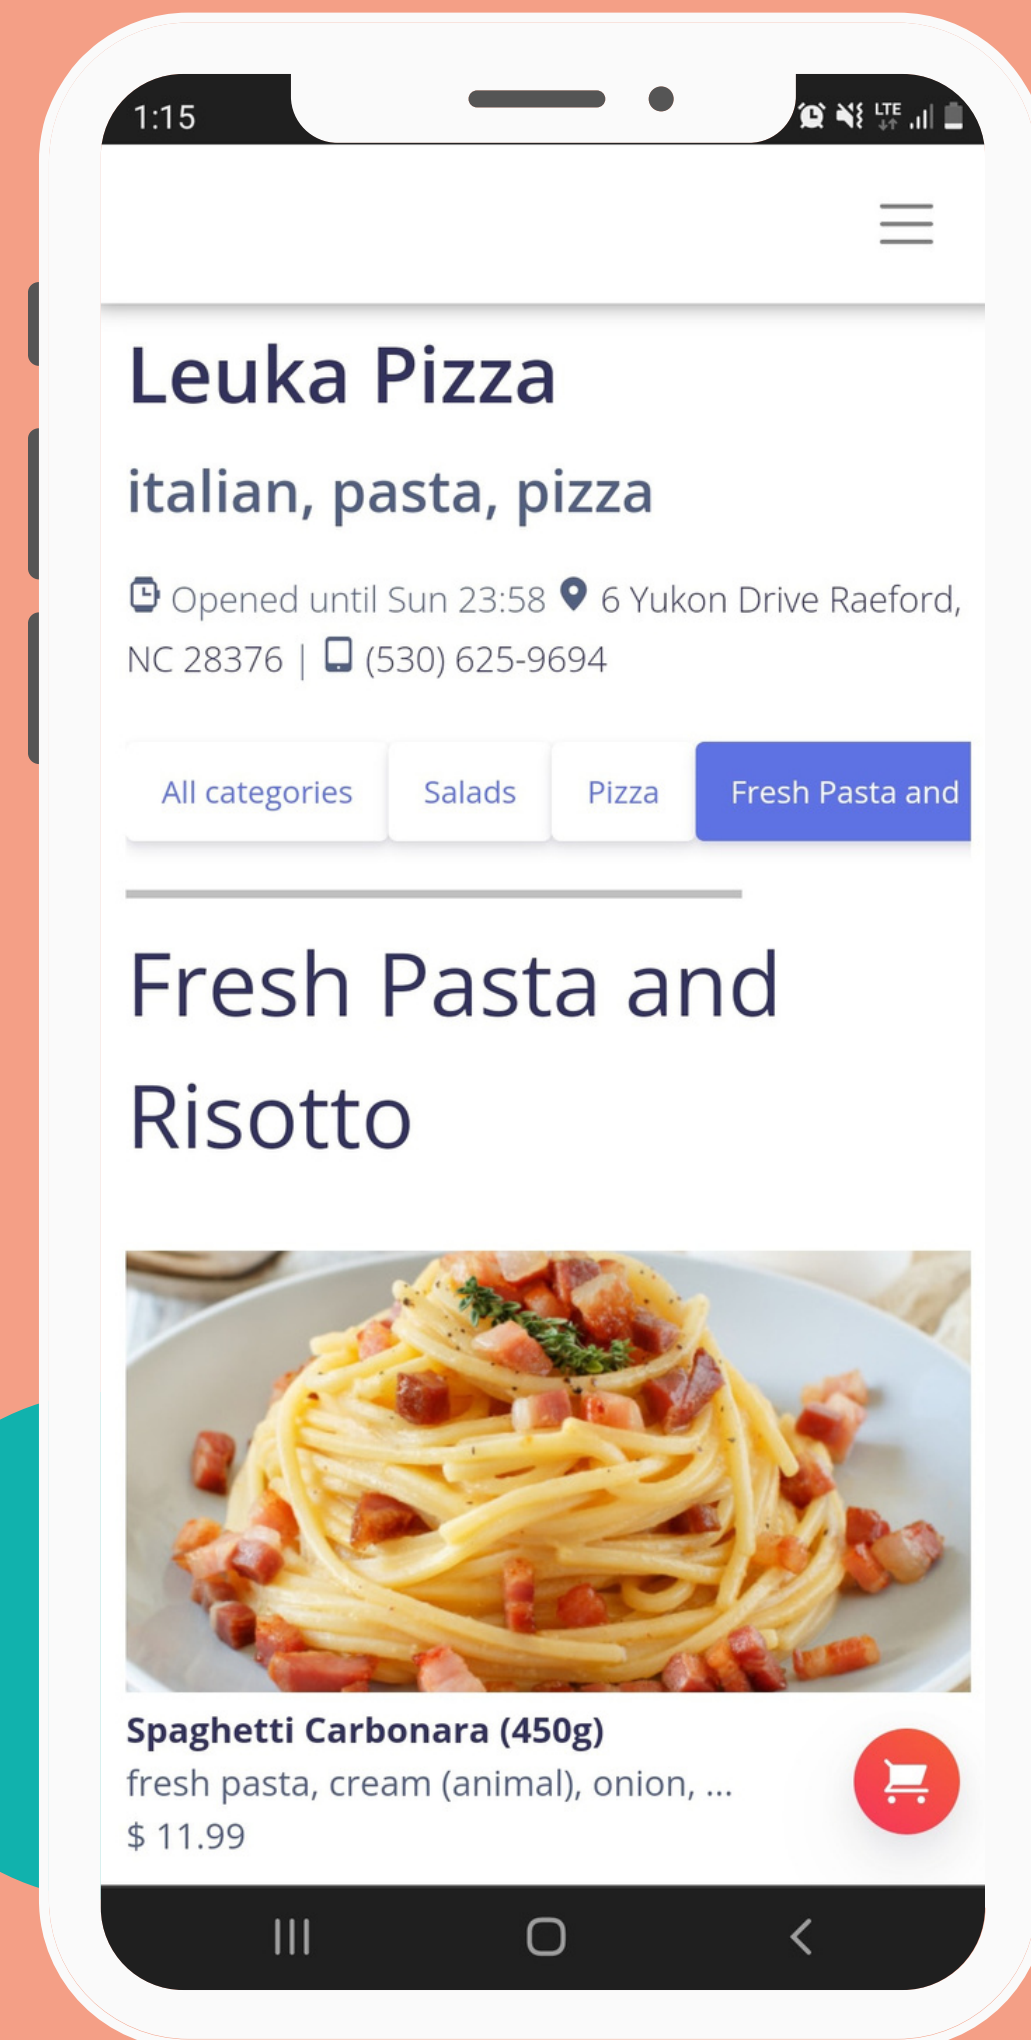 1:15
LTE
Leuka Pizza
italian, pasta, pizza
Opened until Sun 23:58 6 Yukon Drive Raeford,
NC 28376 | (530) 625-9694
All categories Salads Pizza Fresh Pasta and
Fresh Pasta and
Risotto
Spaghetti Carbonara (450g)
fresh pasta, cream (animal), onion, ...
$ 11.99